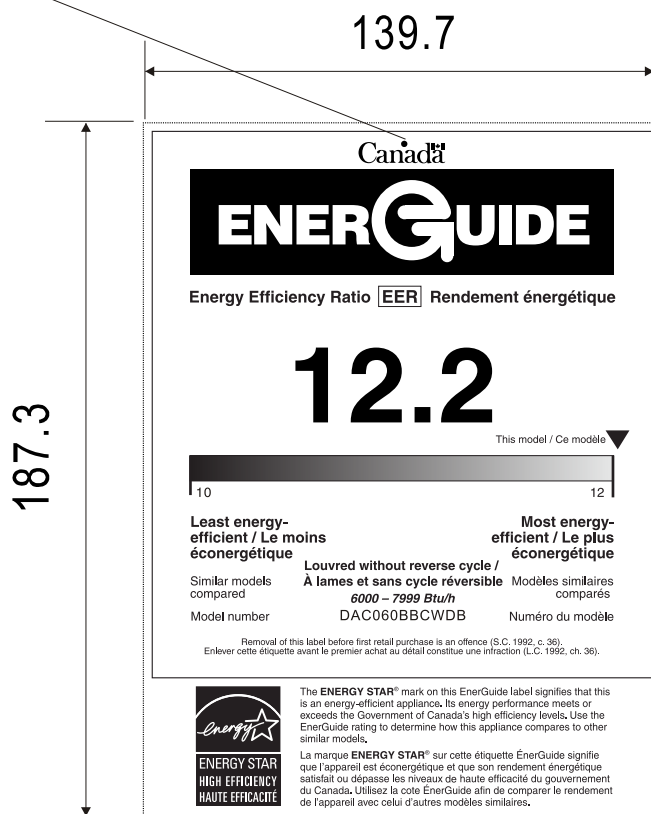 139.7
187.3
Canada
ENERGUIDE
Energy Efficiency Ratio EER Rendement énergétique
12.2
This model / Ce modèle
10
12
Least energy-
efficient / Le moins
éconergétique
Most energy-
efficient / Le plus
éconergétique
Similar models
compared
Louvred without reverse cycle /
À lames et sans cycle réversible
6000 – 7999 Btu/h
Modèles similaires
comparés
Model number
DAC060BBCWDB
Numéro du modèle
Removal of this label before first retail purchase is an offence (S.C. 1992, c. 36).
Enlever cette étiquette avant le premier achat au détail constitue une infraction (L.C. 1992, ch. 36).
energy
ENERGY STAR
HIGH EFFICIENCY
HAUTE EFFICACITÉ
The ENERGY STAR® mark on this EnerGuide label signifies that this
is an energy-efficient appliance. Its energy performance meets or
exceeds the Government of Canada's high efficiency levels. Use the
EnerGuide rating to determine how this appliance compares to other
similar models.
La marque ENERGY STAR® sur cette étiquette ÉnerGuide signifie
que l'appareil est éconergétique et que son rendement énergétique
satisfait ou dépasse les niveaux de haute efficacité du gouvernement
du Canada. Utilisez la cote ÉnerGuide afin de comparer le rendement
de l'appareil avec celui d'autres modèles similaires.